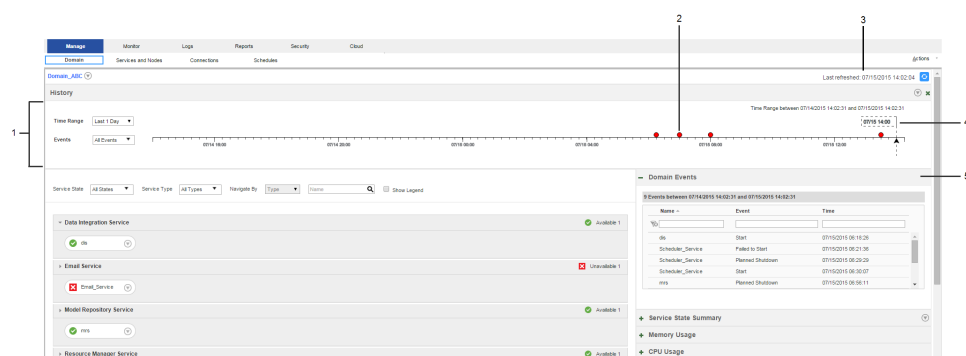 2
3
Manage Monitor Logs Reports Security Cloud
Domain Services and Nodes Connections Schedules Actions
Domain_ABC Last refreshed: 07/15/2015 14:02:04
History
Time Range between 07/14/2015 14:02:31 and 07/15/2015 14:02:31
1
Time Range Last 1 Day 07/15 14:00 4
Events All Events
07/14 16:00 07/14 20:00 07/15 00:00 07/15 04:00 07/15 08:00 07/15 12:00
Domain Events 5
Service State All States Service Type All Types Navigate By Type Name Show Legend
9 Events between 07/14/2015 14:02:31 and 07/15/2015 14:02:31
Name Event Time
Data Integration Service Available 1
dis
dis Start 07/15/2015 06:18:26
Scheduler_Service Failed to Start 07/15/2015 06:21:36
Scheduler_Service Planned Shutdown 07/15/2015 06:29:29
Scheduler_Service Start 07/15/2015 06:30:07
mrs Planned Shutdown 07/15/2015 06:56:11
Email Service Unavailable 1
Email_Service
Model Repository Service Available 1
mrs
Resource Manager Service Available 1
Service State Summary
Memory Usage
CPU Usage